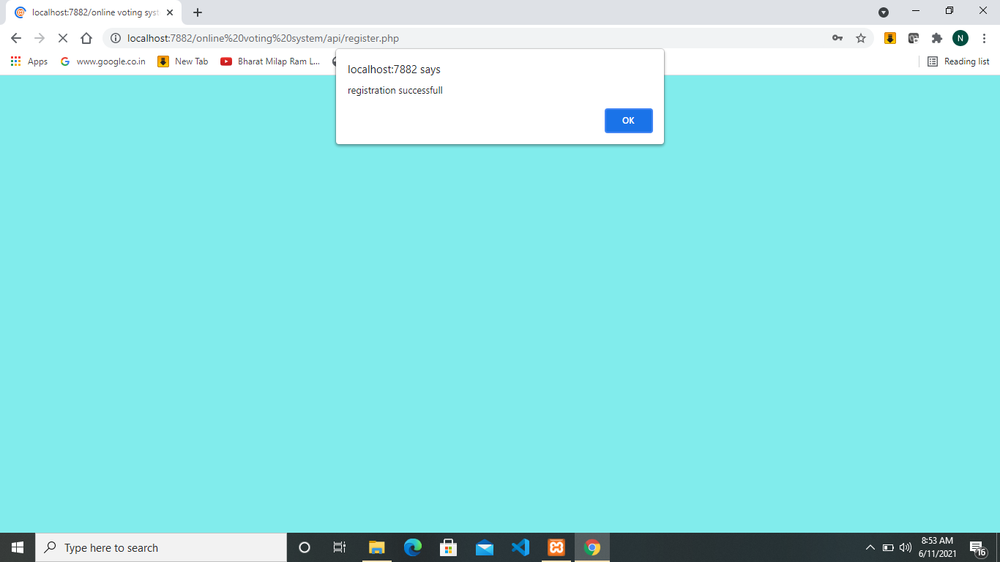 localhost:7882/online voting syst
localhost:7882/online%20voting%20system/api/register.php
N
Apps
www.google.co.in
New Tab
Bharat Milap Ram L...
Reading list
localhost:7882 says
registration successfull
OK
Type here to search
8:53 AM
6/11/2021
16